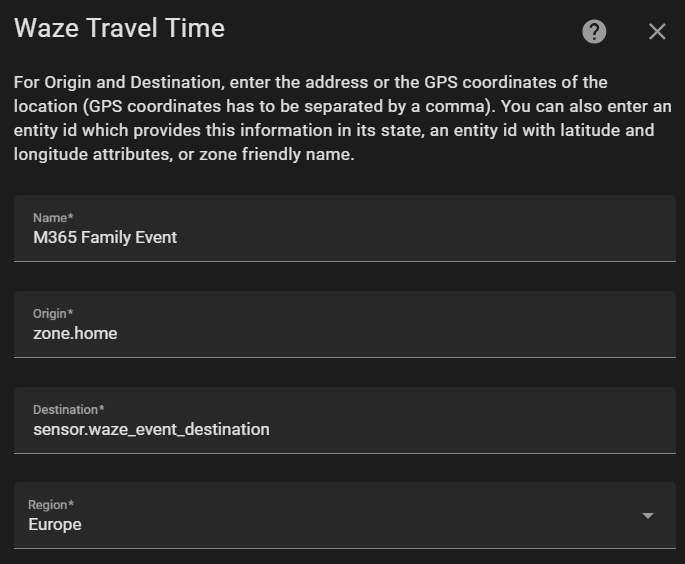 Waze Travel Time
For Origin and Destination, enter the address or the GPS coordinates of the
location (GPS coordinates has to be separated by a comma). You can also enter an
entity id which provides this information in its state, an entity id with latitude and
longitude attributes, or zone friendly name.
Name*
M365 Family Event
Origin*
zone.home
Destination*
sensor.waze_event_destination
Region*
Europe